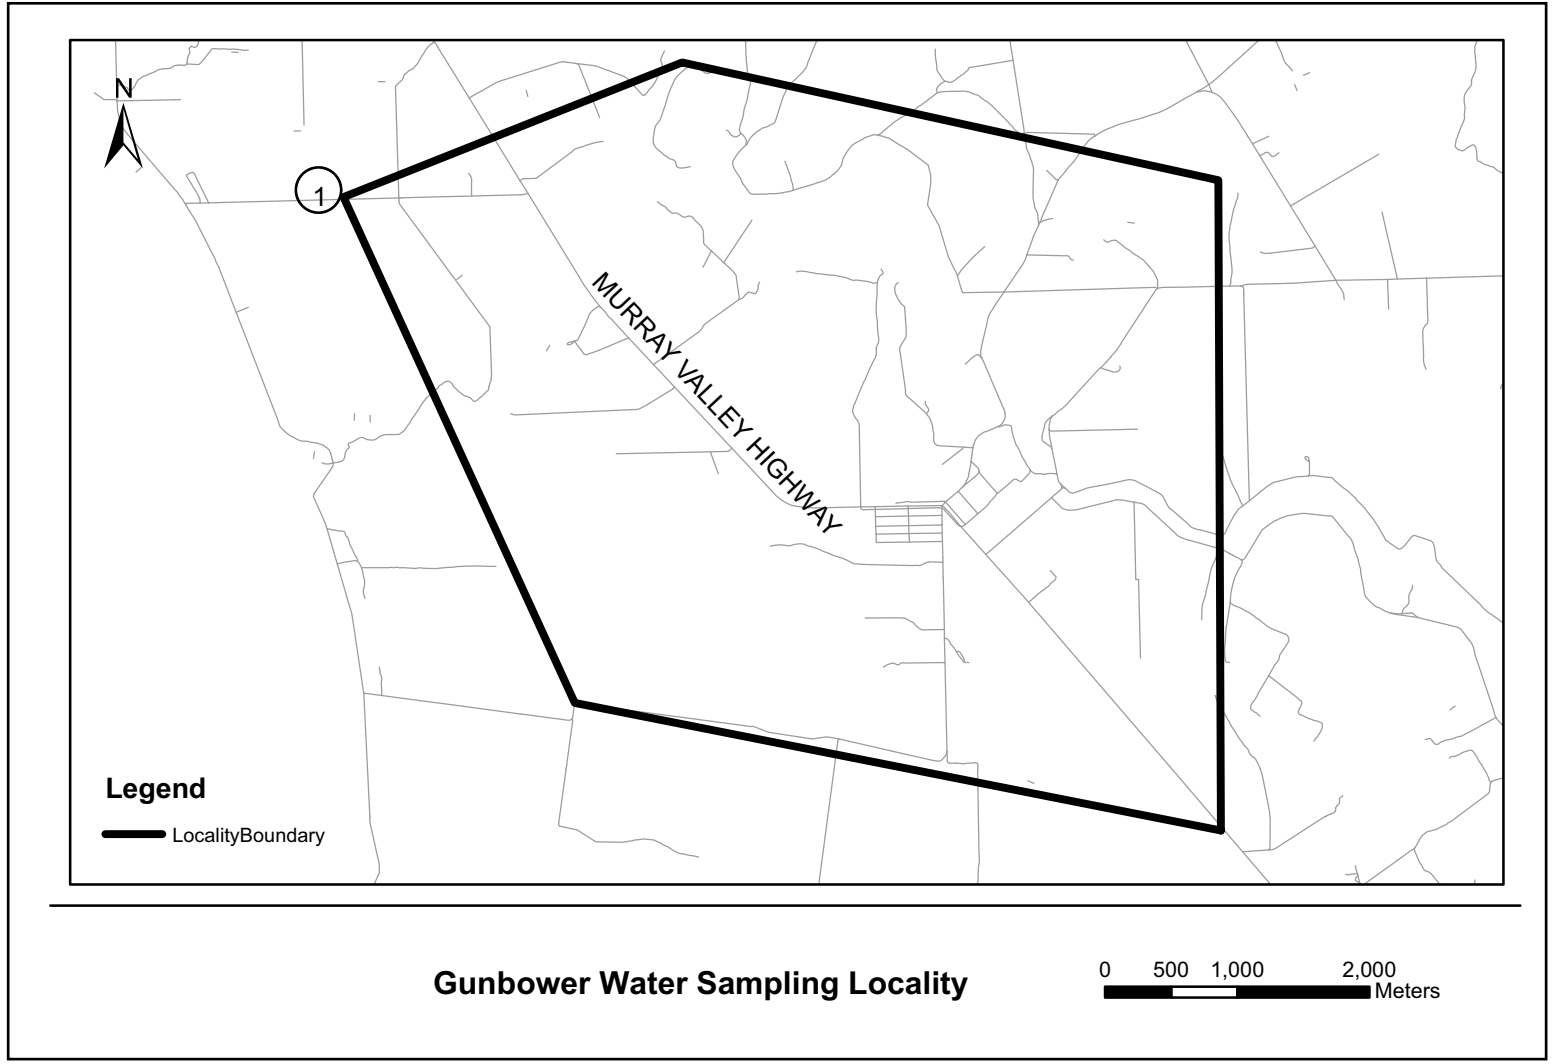 N
1
MURRAY VALLEY HIGHWAY
Legend
LocalityBoundary
Gunbower Water Sampling Locality
0 500 1,000 2,000
Meters